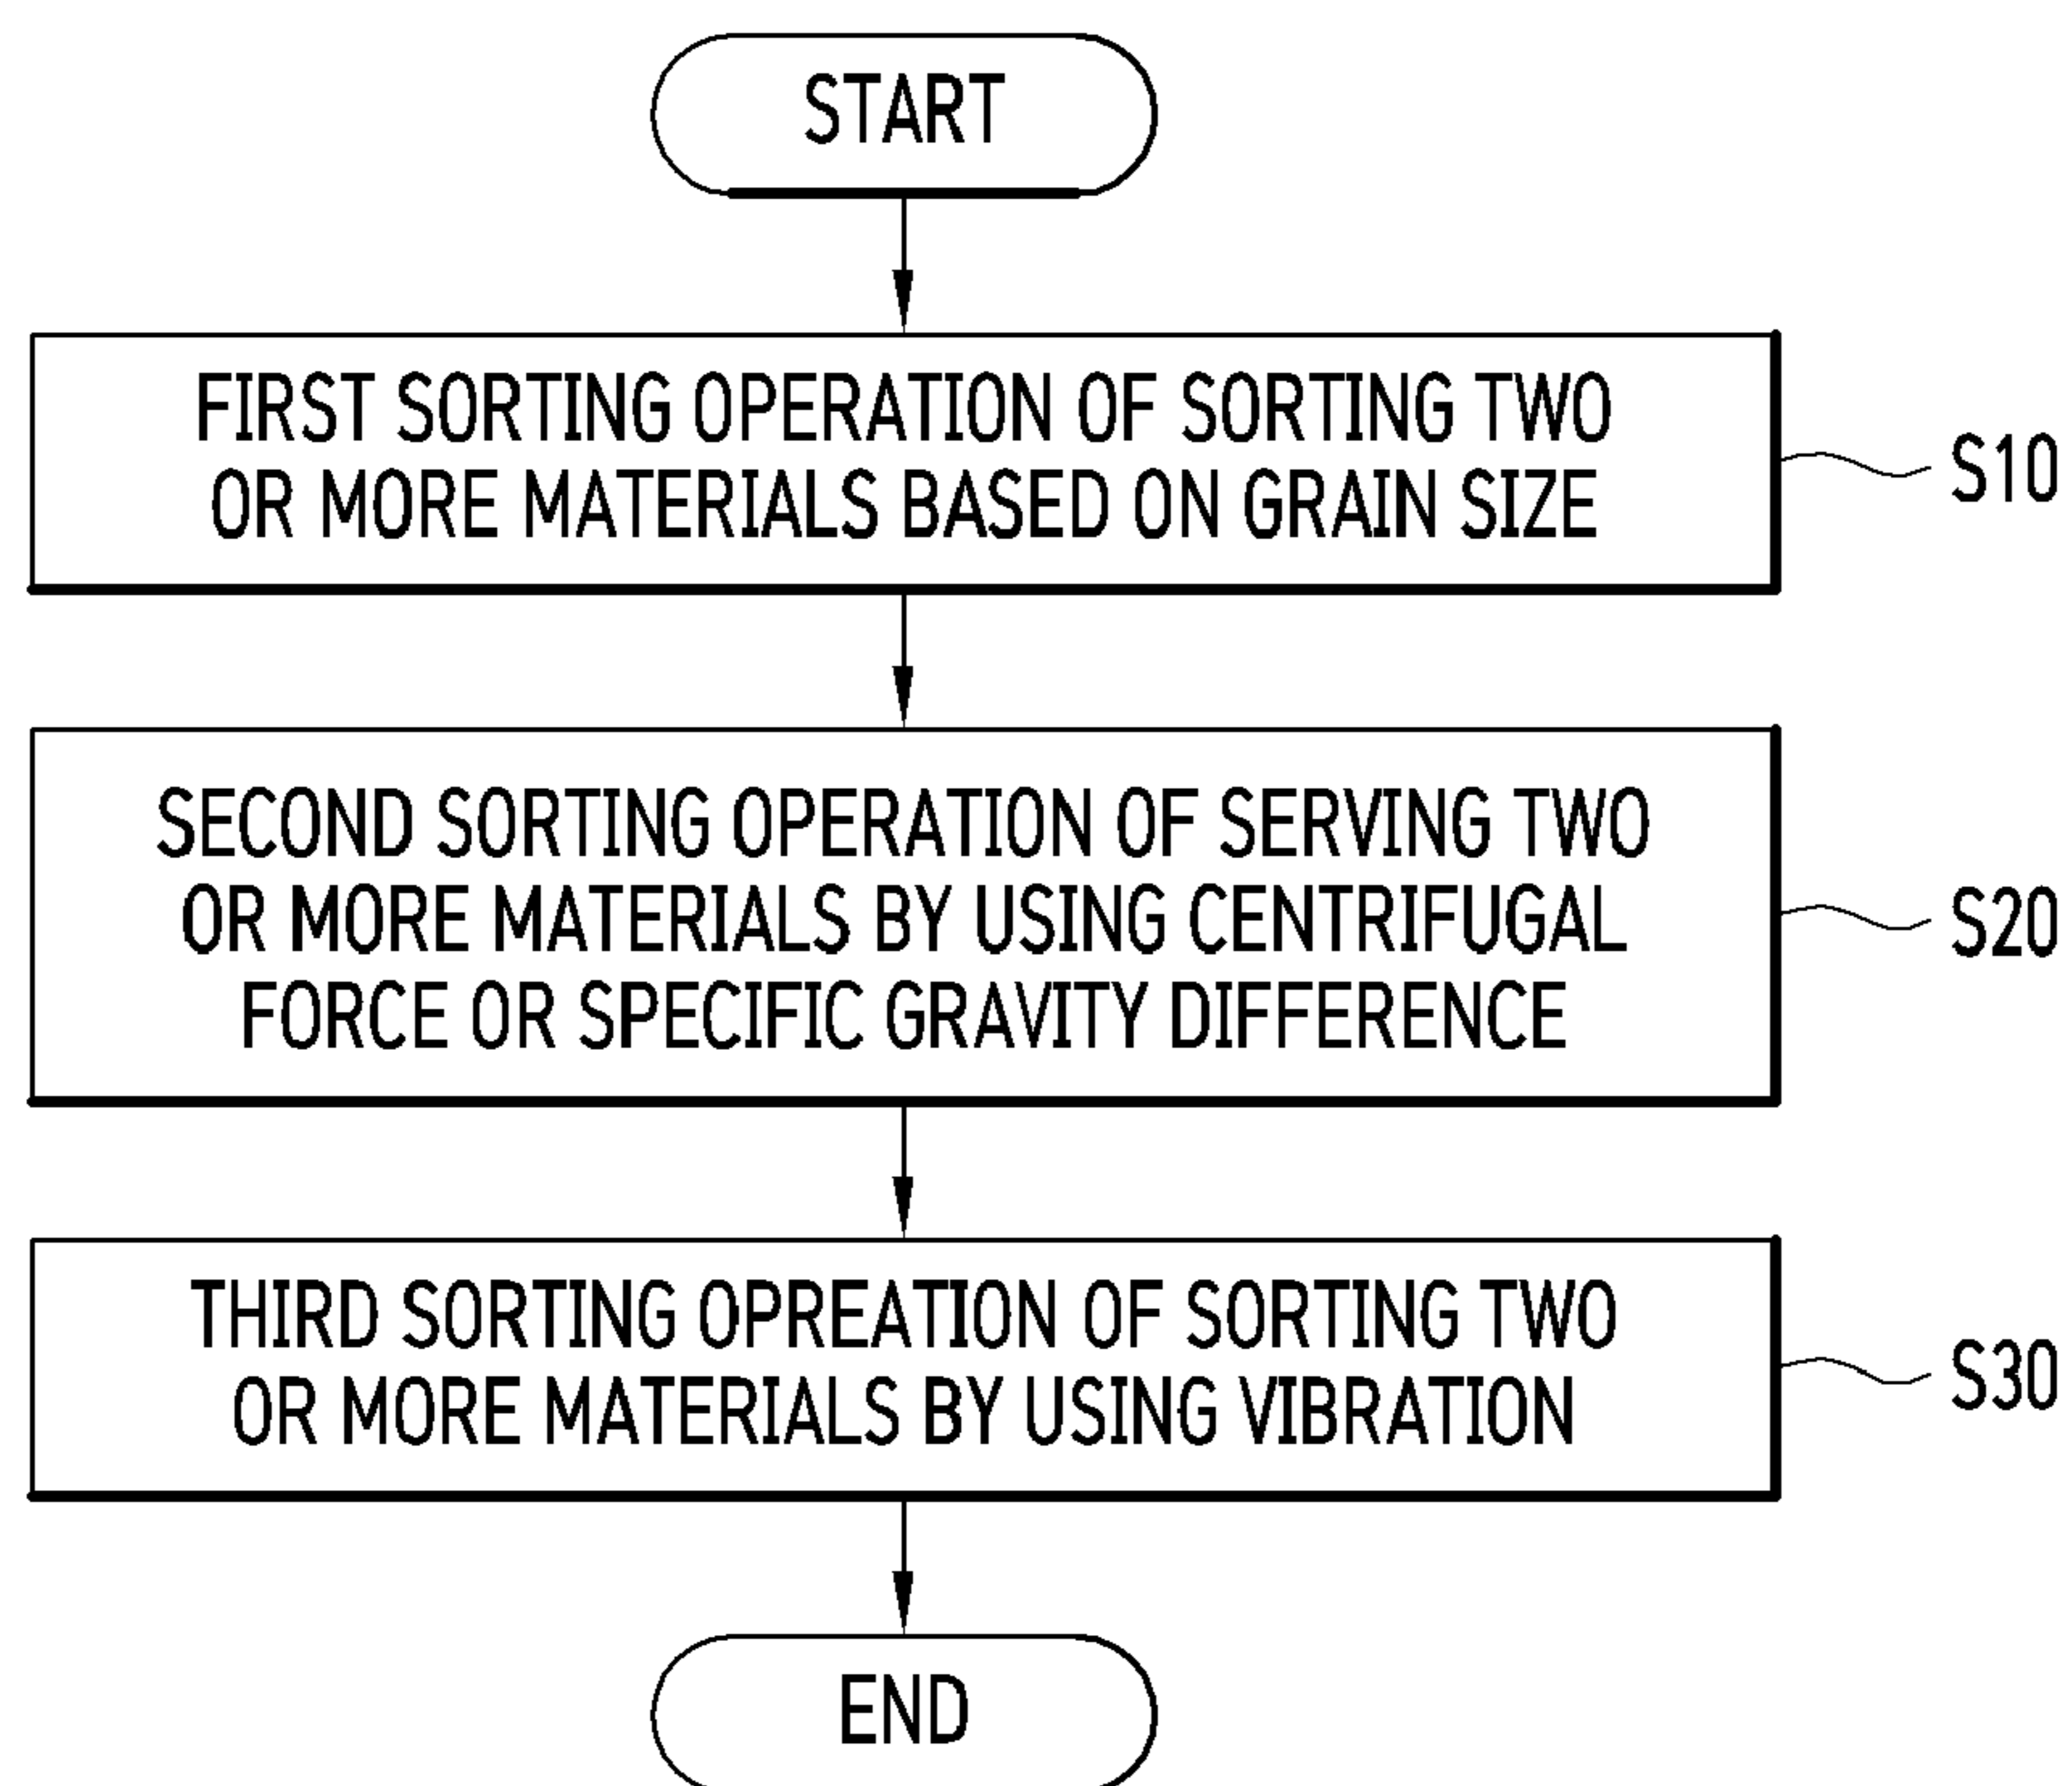 START
FIRST SORTING OPERATION OF SORTING TWO
OR MORE MATERIALS BASED ON GRAIN SIZE
S10
SECOND SORTING OPERATION OF SERVING TWO
OR MORE MATERIALS BY USING CENTRIFUGAL
FORCE OR SPECIFIC GRAVITY DIFFERENCE
S20
THIRD SORTING OPREATION OF SORTING TWO
OR MORE MATERIALS BY USING VIBRATION
S30
END